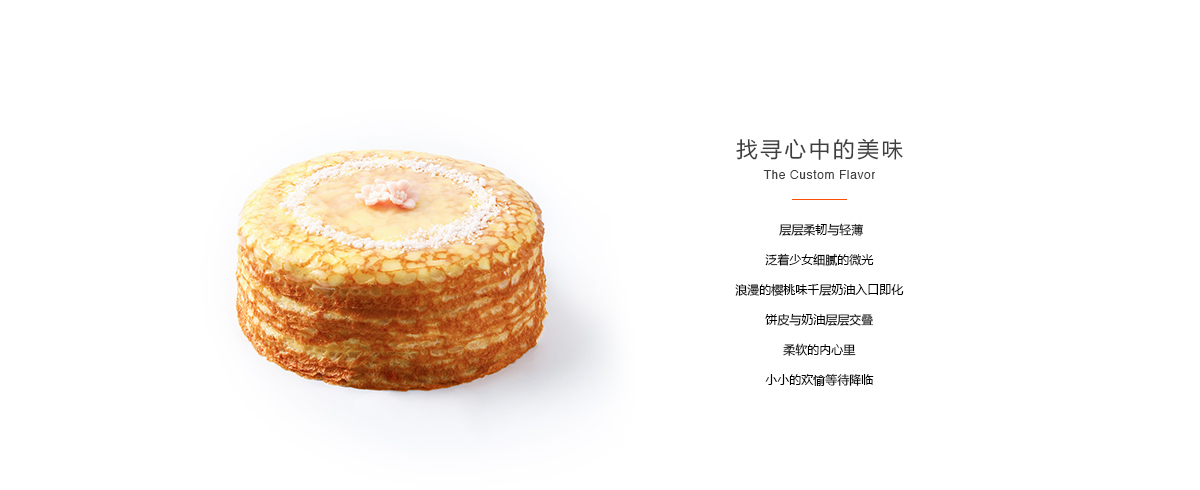 找寻心中的美味
The Custom Flavor
层层柔韧与轻薄
泛着少女细腻的微光
浪漫的樱桃味千层奶油入口即化
饼皮与奶油层层交叠
柔软的内心里
小小的欢愉等待降临